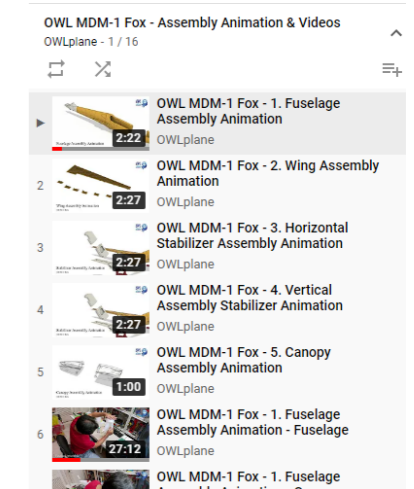 OWL MDM-1 Fox - Assembly Animation & Videos
OWLplane - 1 / 16
2:22
OWL MDM-1 Fox - 1. Fuselage
Assembly Animation
OWLplane
2
2:27
OWL MDM-1 Fox - 2. Wing Assembly
Animation
OWLplane
3
2:27
OWL MDM-1 Fox - 3. Horizontal
Stabilizer Assembly Animation
OWLplane
4
2:27
OWL MDM-1 Fox - 4. Vertical
Assembly Stabilizer Animation
OWLplane
5
1:00
OWL MDM-1 Fox - 5. Canopy
Assembly Animation
OWLplane
6
27:12
OWL MDM-1 Fox - 1. Fuselage
Assembly Animation - Fuselage
OWLplane
OWL MDM-1 Fox - 1. Fuselage